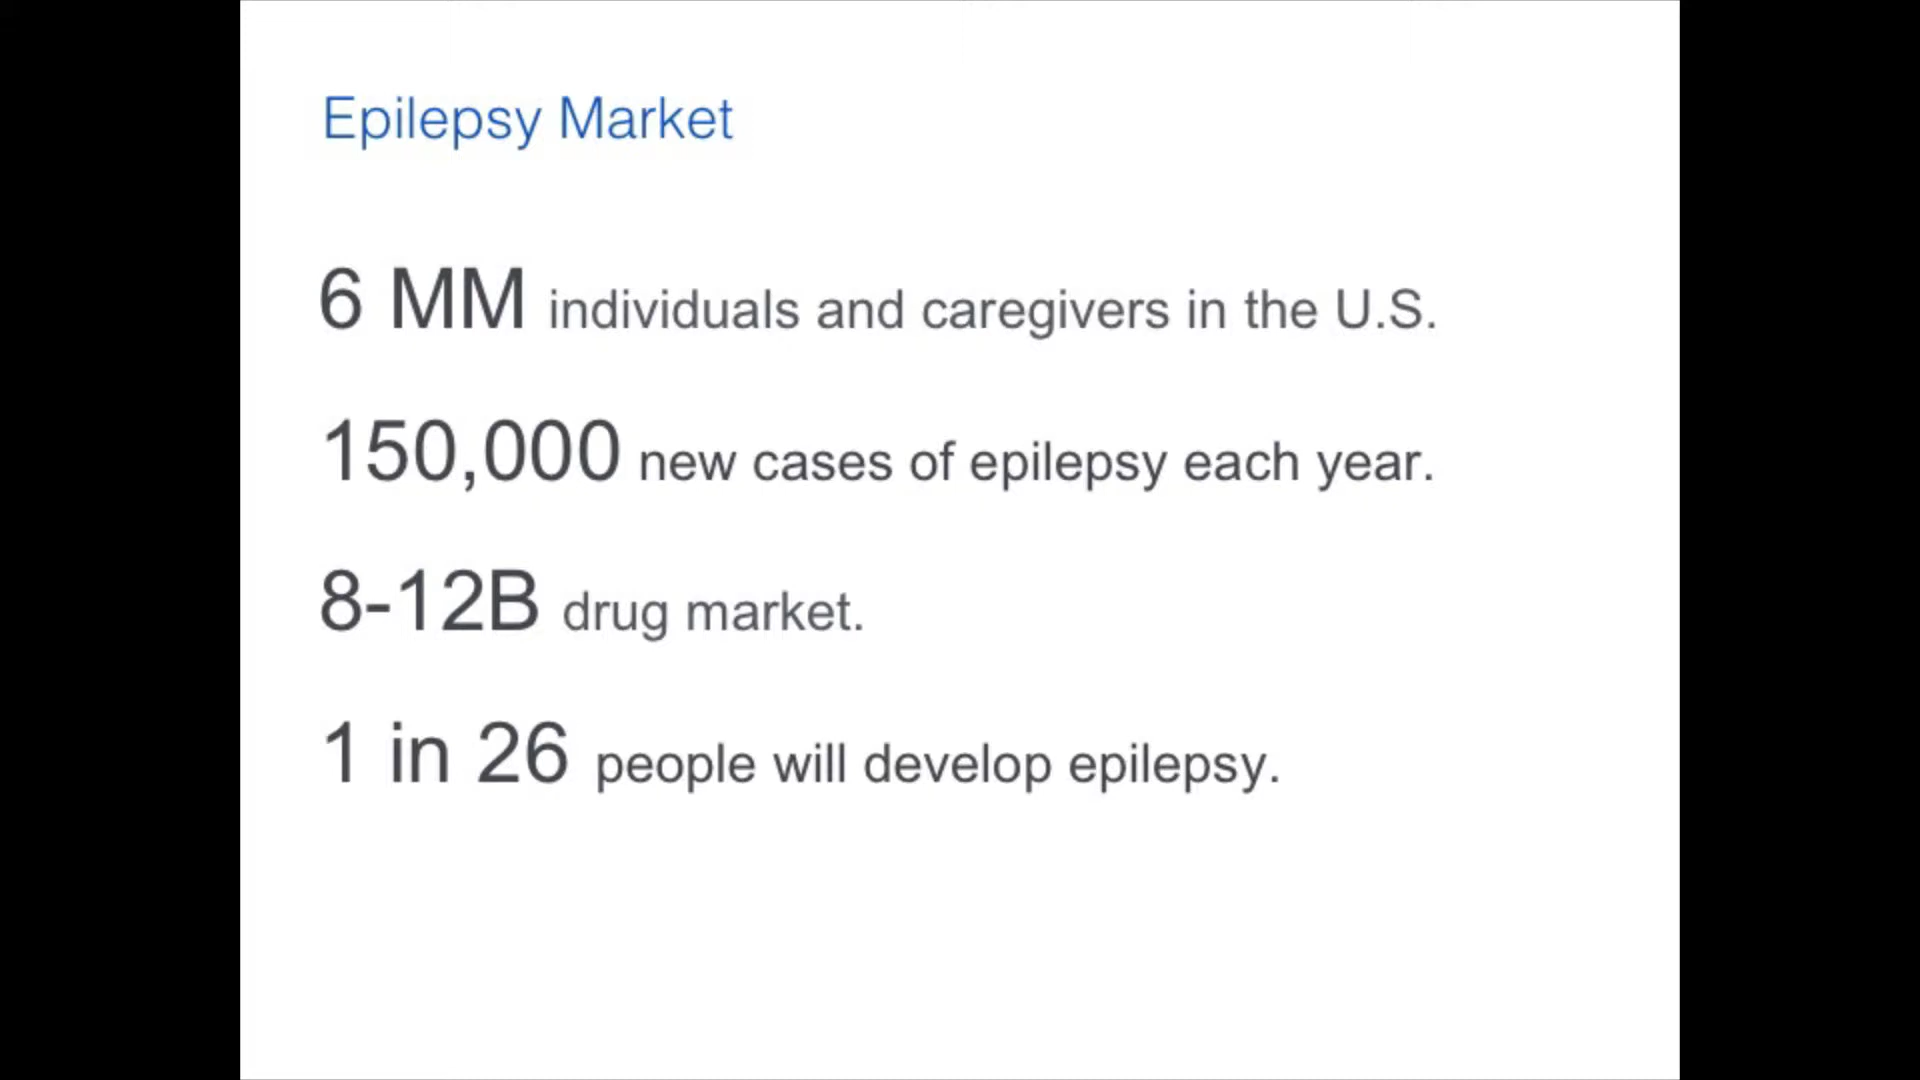 Epilepsy Market
6 MM individuals and caregivers in the U.S.
150,000 new cases of epilepsy each year.
8-12B drug market.
1 in 26 people will develop epilepsy.